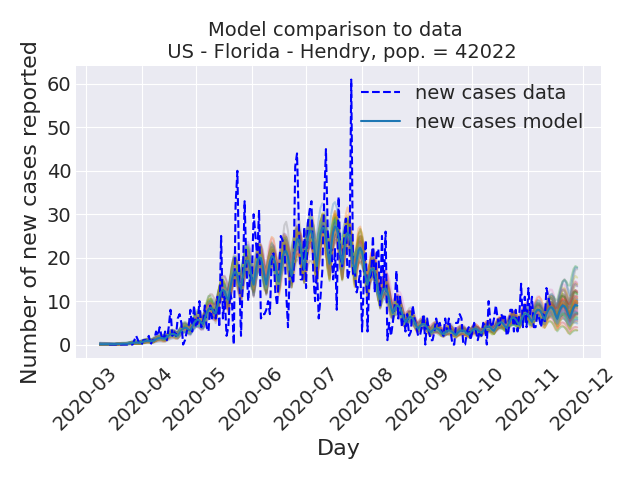 Model comparison to data
US - Florida - Hendry, pop. = 42022
Number of new cases reported
60
50
40
30
20
10
0
new cases data
new cases model
2020-03
2020-04
2020-05
2020-06
2020-07
2020-08
2020-09
2020-10
2020-11
2020-12
Day